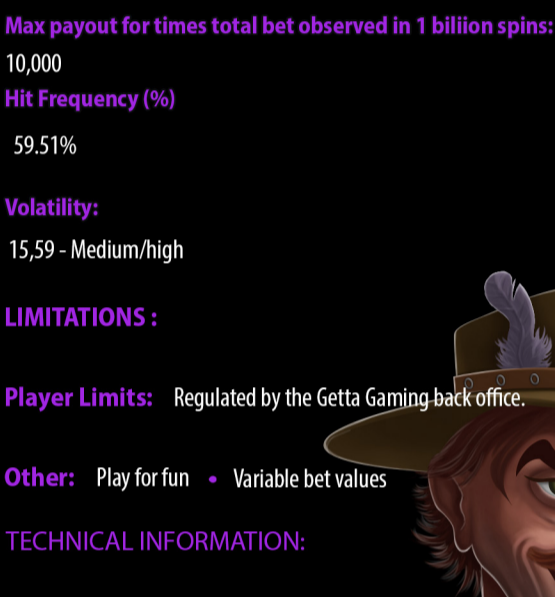 Max payout for times total bet observed in 1 biliion spins:
10,000
Hit Frequency (%)
59.51%
Volatility:
15,59 - Medium/high
LIMITATIONS :
Player Limits: Regulated by the Getta Gaming back office.
Other: Play for fun • Variable bet values
TECHNICAL INFORMATION: